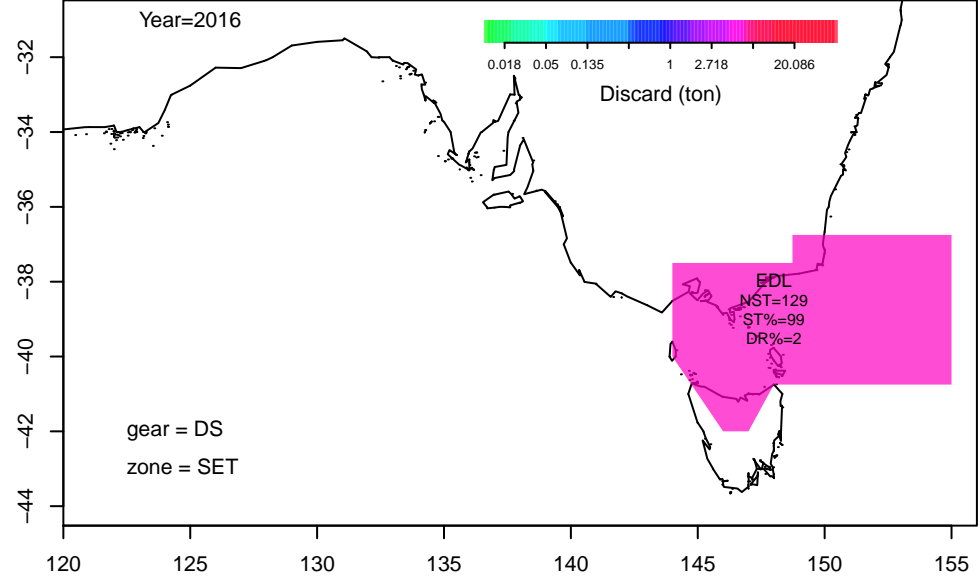 Year=2016
0.018 0.05 0.135 1 2.718 20.086
Discard (ton)
−32
−34
−36
−38
−40
−42
−44
EDL
NST=129
ST%=99
DR%=2
gear = DS
zone = SET
120 125 130 135 140 145 150 155